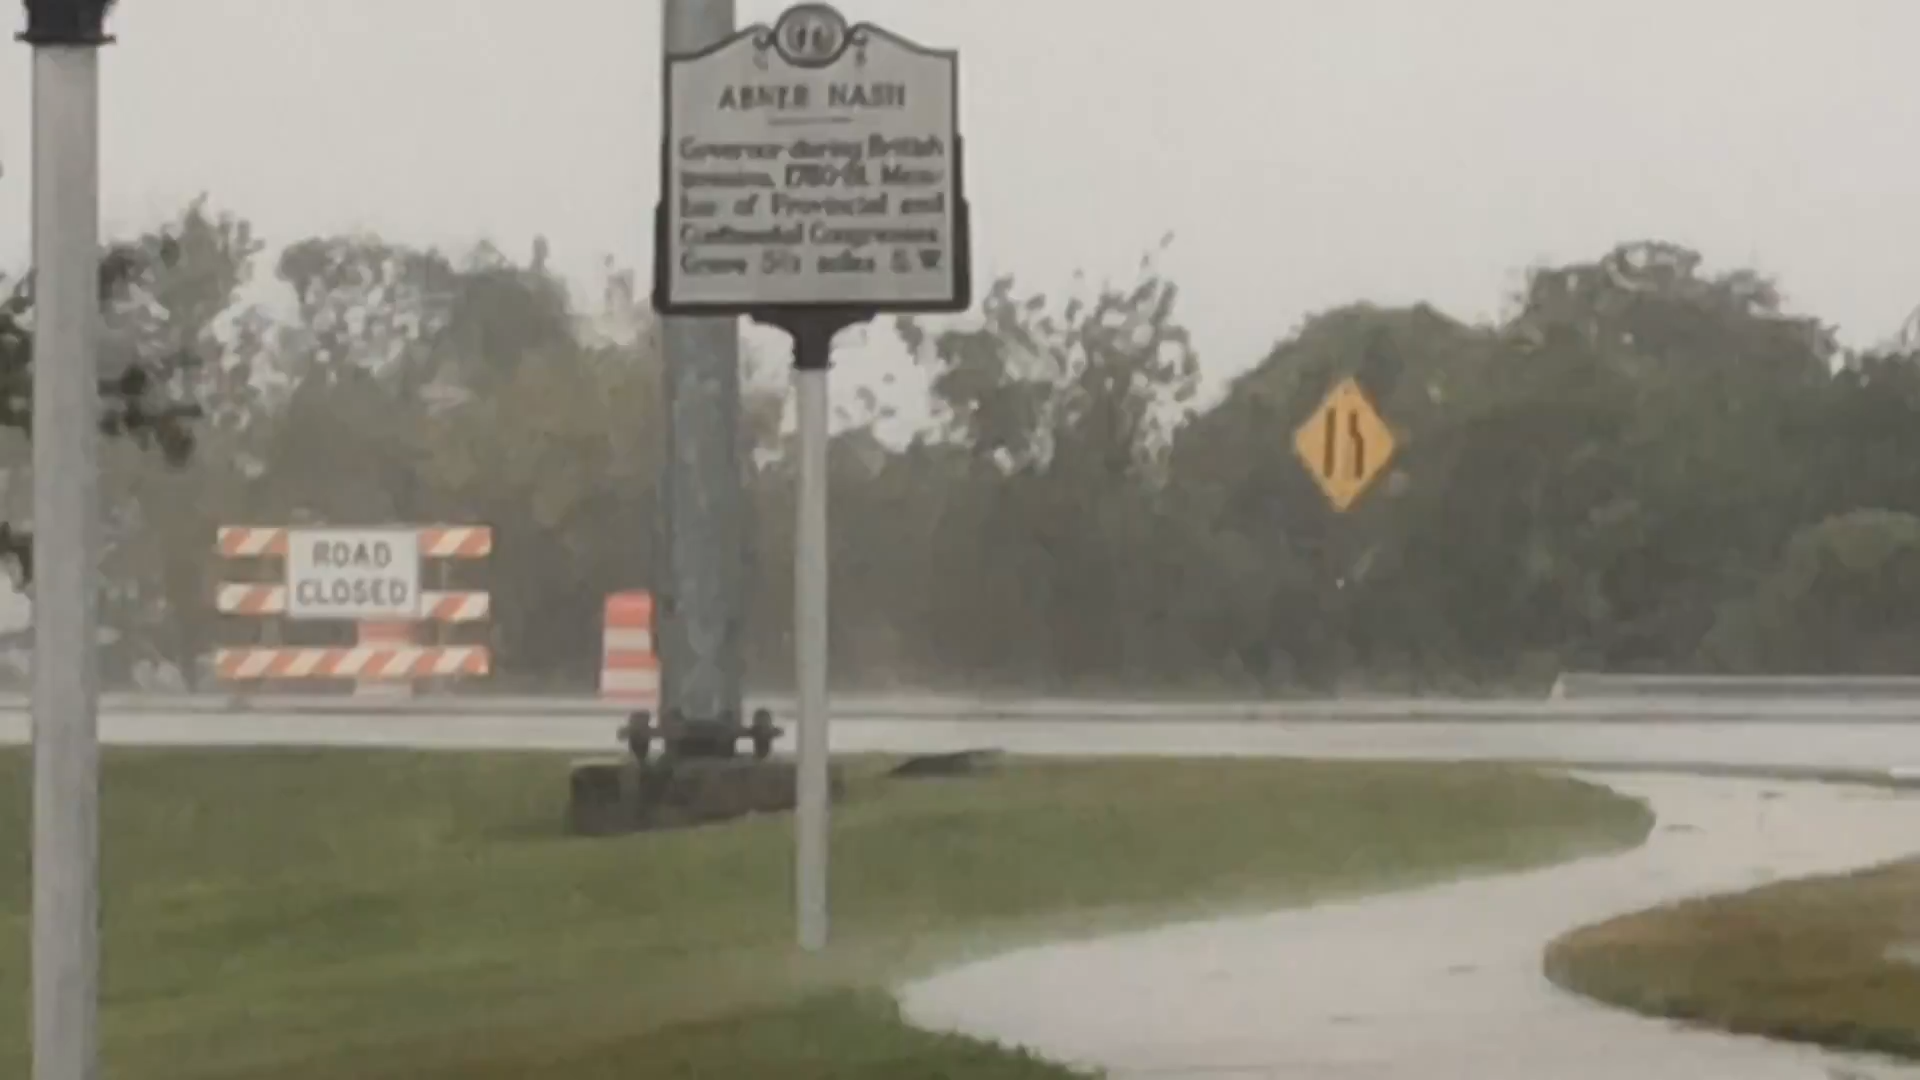 ABNER NASH
Governor during British
invasion, 1780-81. Mem-
ber of Provincial and
Continental Congresses.
Grave 5½ miles S.W.
ROAD
CLOSED